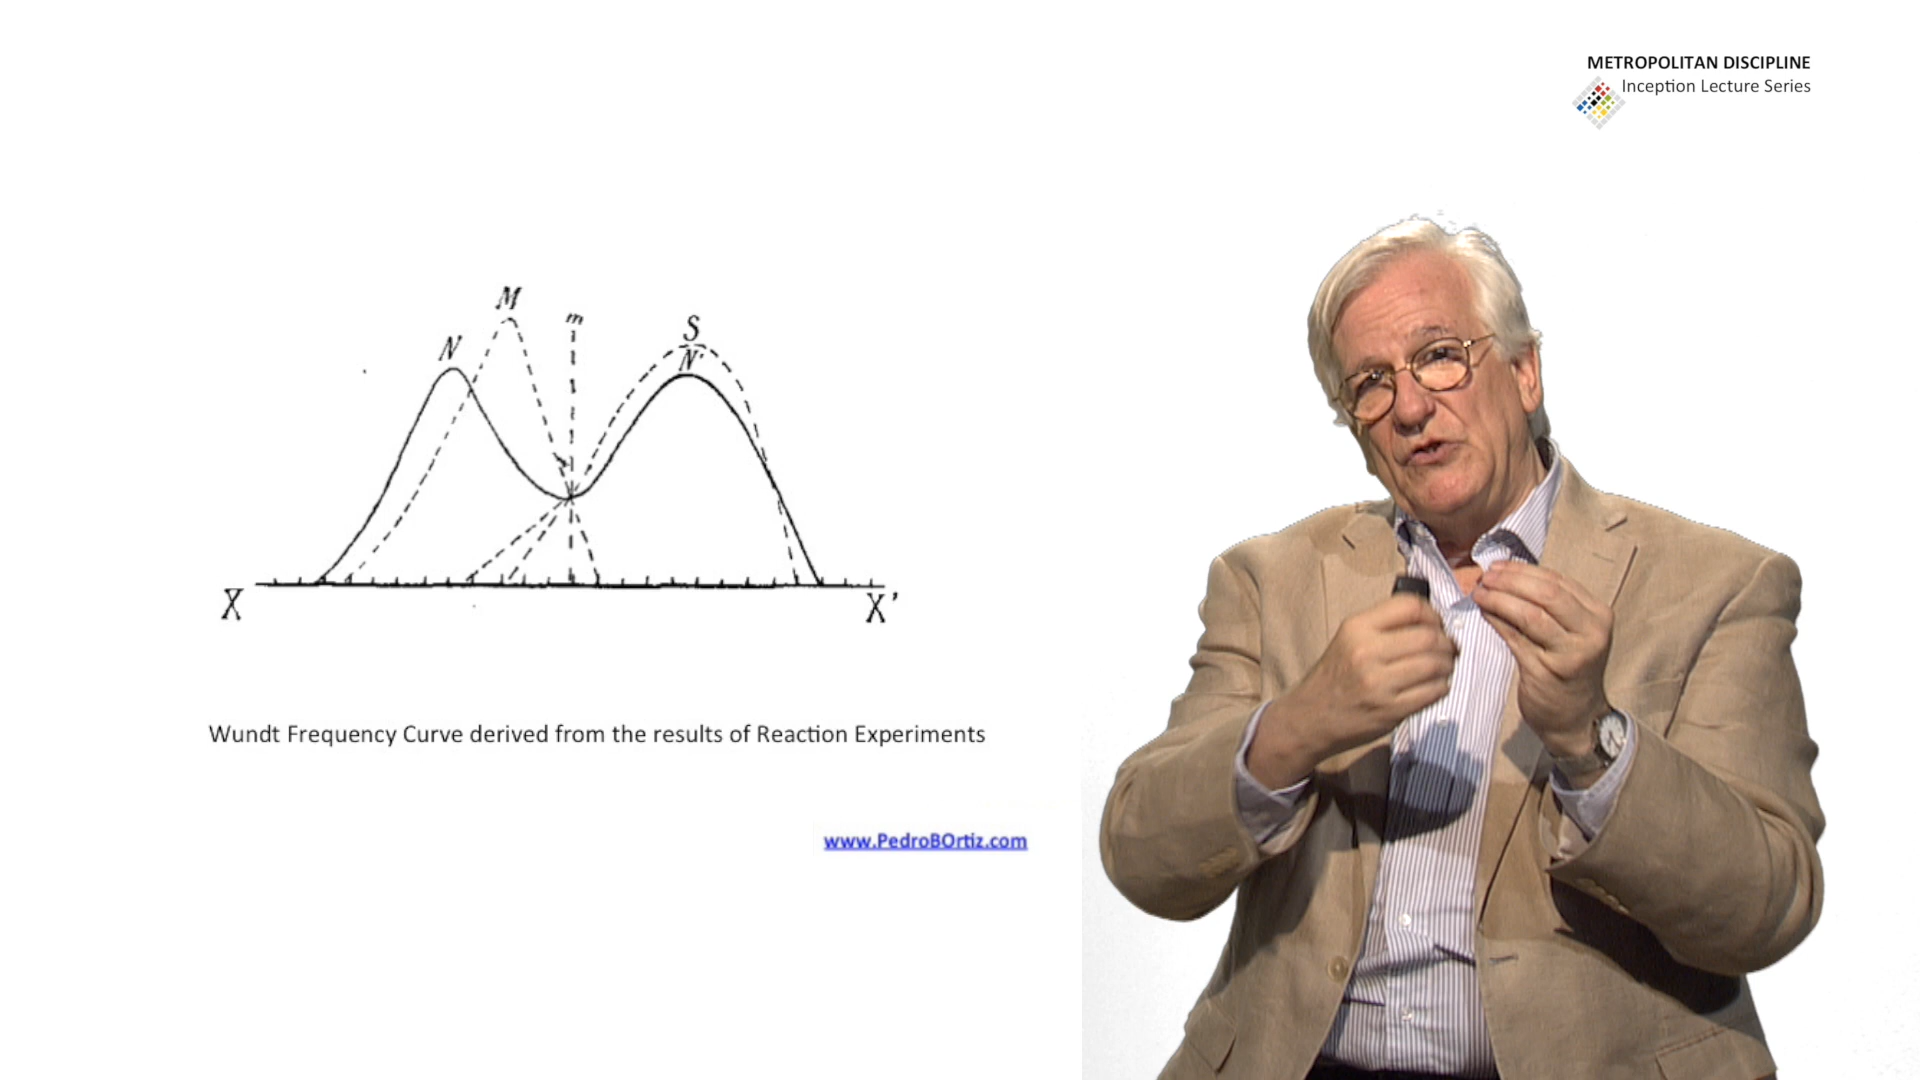 METROPOLITAN DISCIPLINE
Inception Lecture Series
M
m
N
S
N'
X
X'
Wundt Frequency Curve derived from the results of Reaction Experiments
www.PedroBOrtiz.com